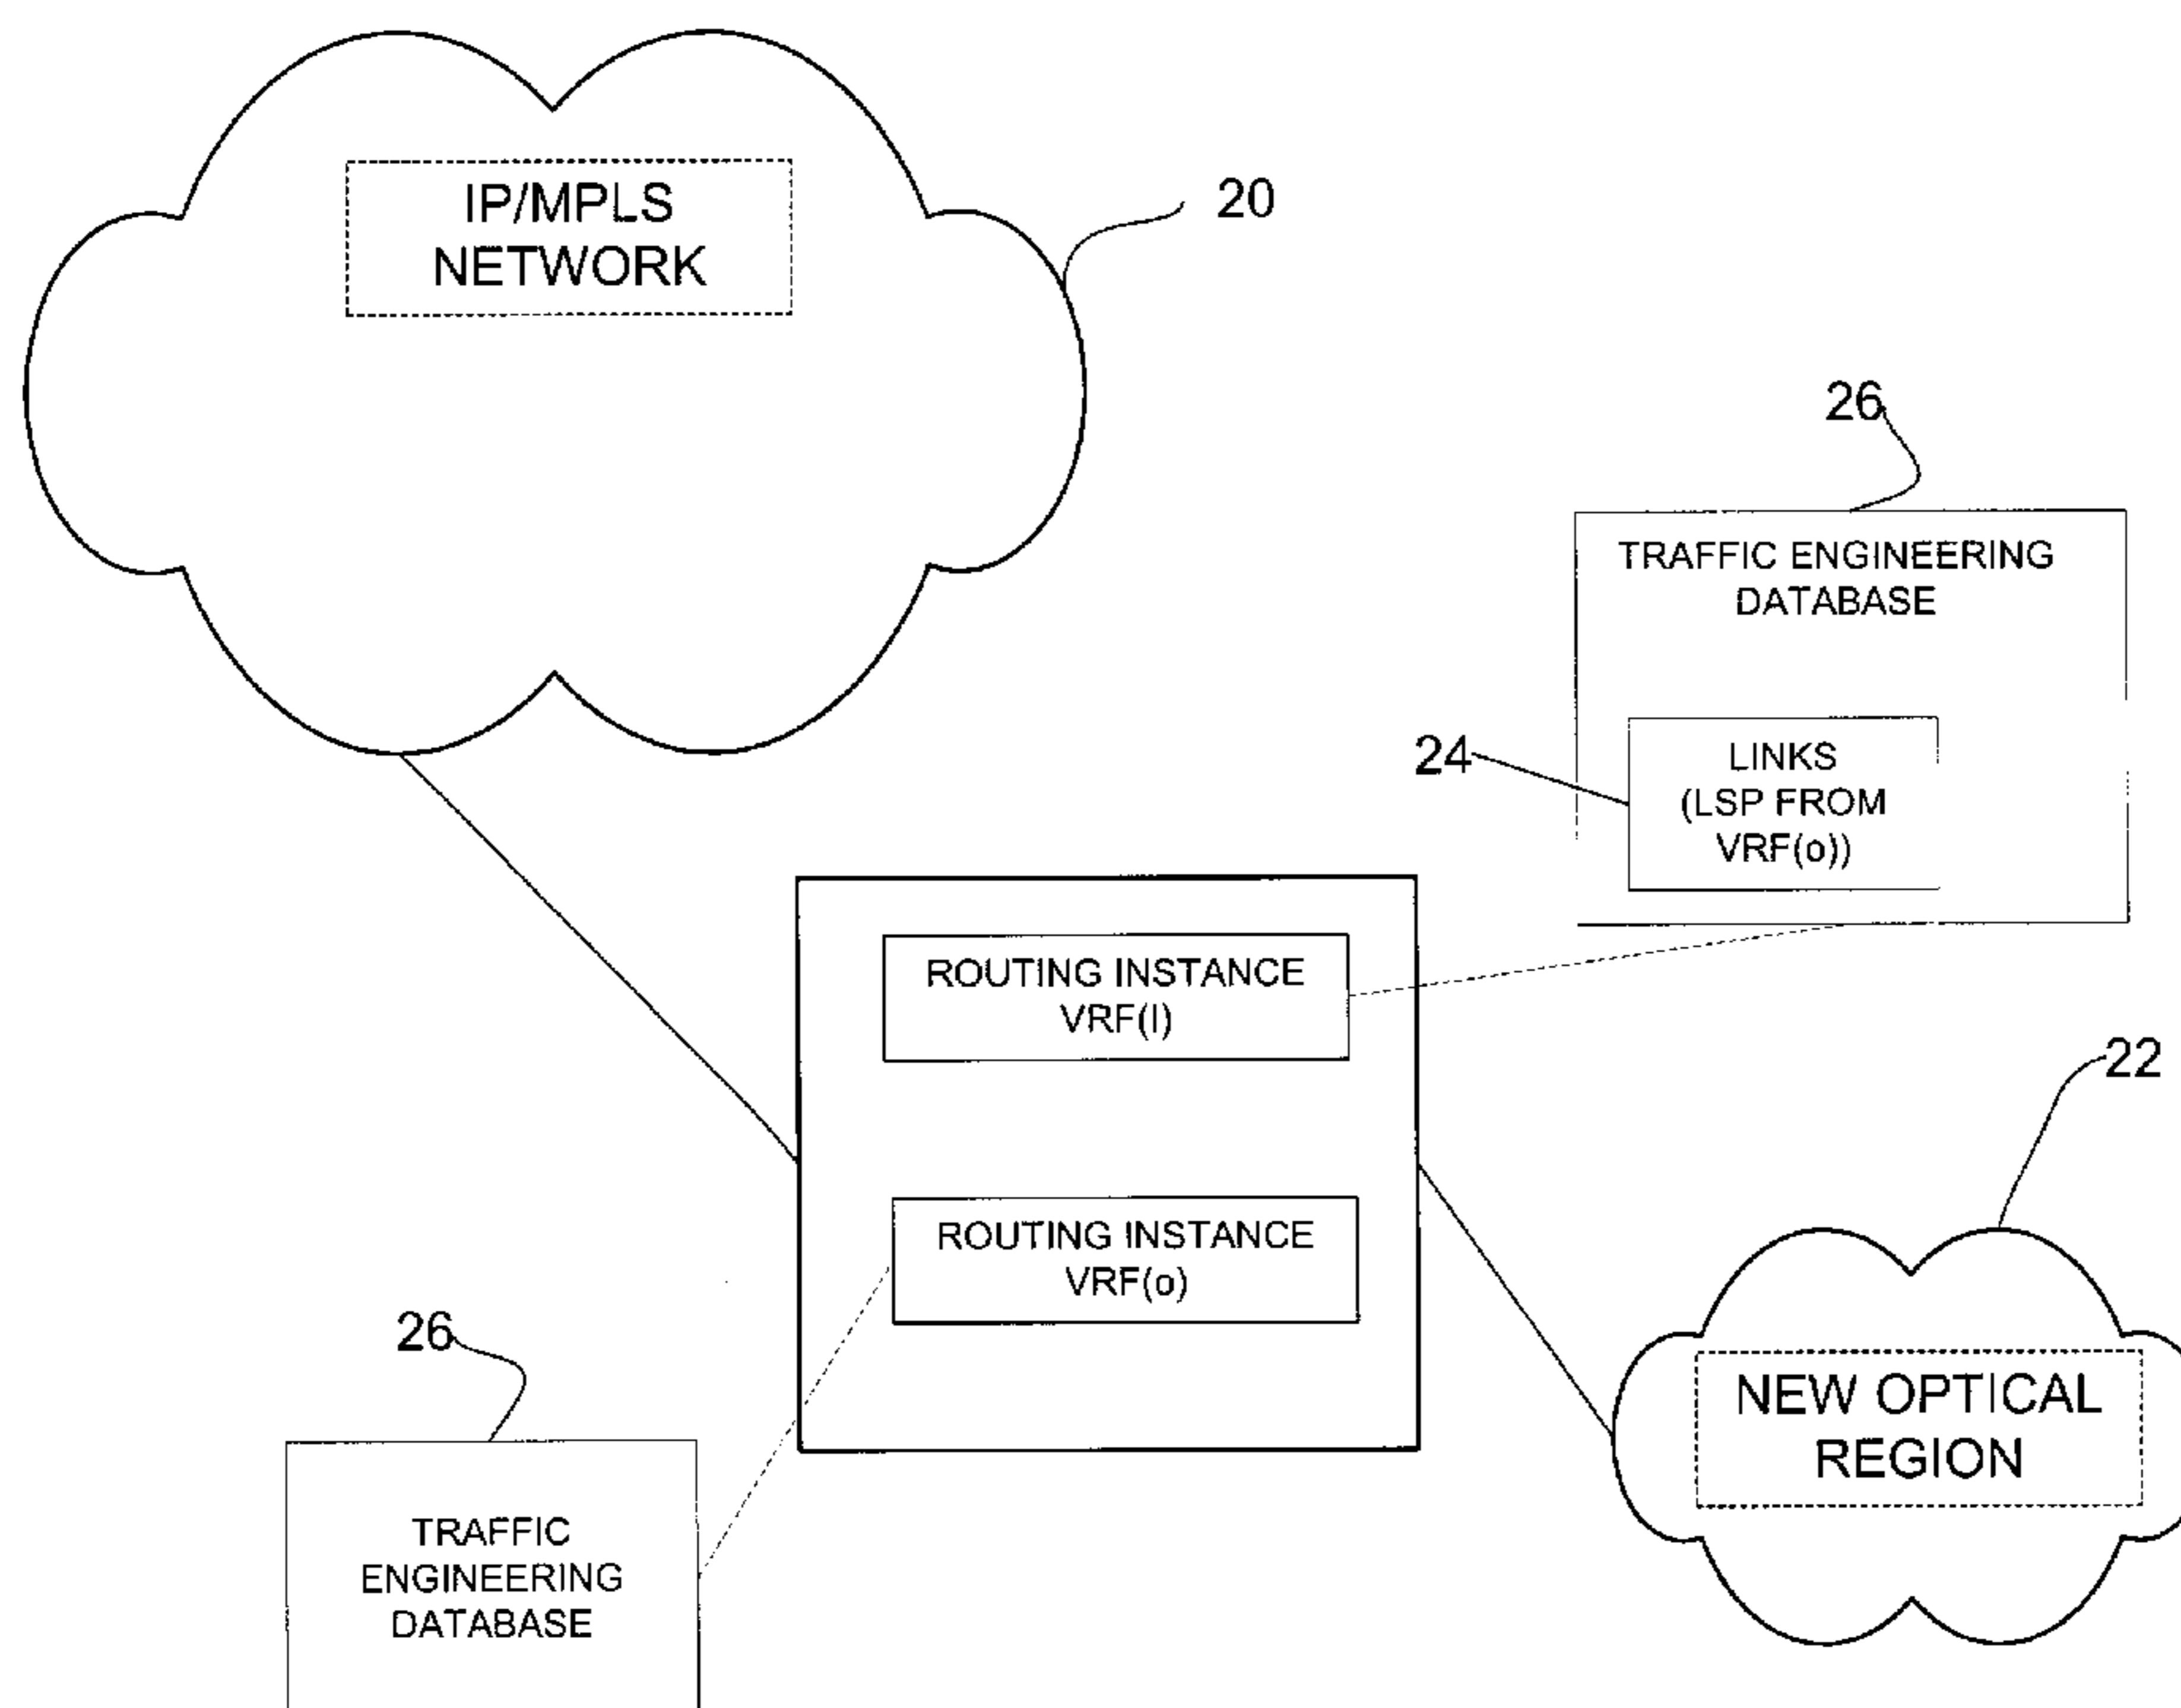 IP/MPLS
NETWORK
20
26
TRAFFIC ENGINEERING
DATABASE
24
LINKS
(LSP FROM
VRF(o))
ROUTING INSTANCE
VRF(I)
22
ROUTING INSTANCE
VRF(o)
26
NEW OPTICAL
REGION
TRAFFIC
ENGINEERING
DATABASE